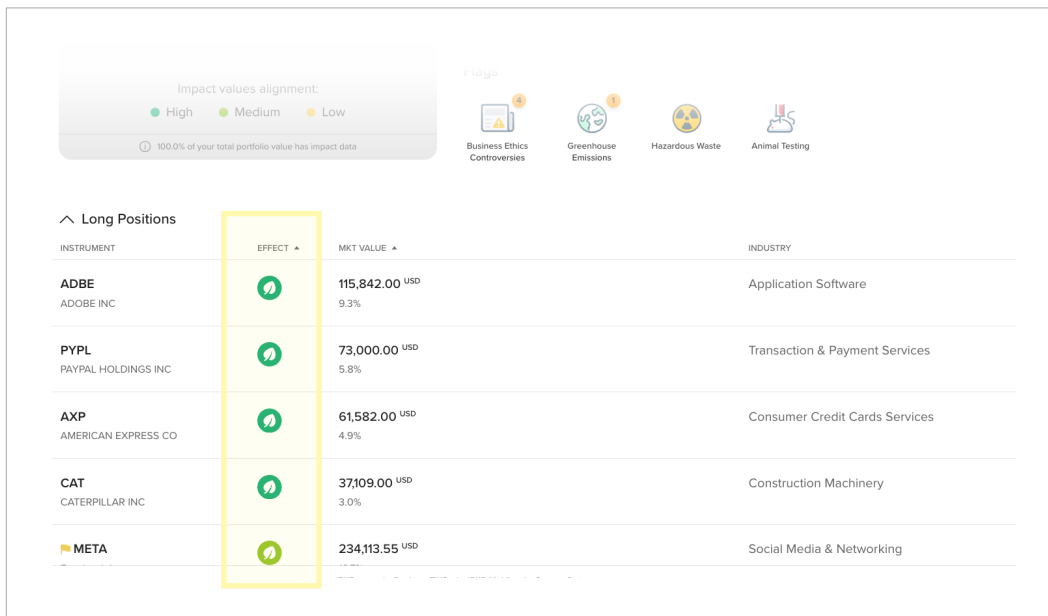 Flags
Impact values alignment:
High Medium Low
100.0% of your total portfolio value has impact data
4
1
Business Ethics
Controversies
Greenhouse
Emissions
Hazardous Waste
Animal Testing
Long Positions
INSTRUMENT EFFECT MKT VALUE INDUSTRY
ADBE 115,842.00 USD Application Software
ADOBE INC 9.3%
PYPL 73,000.00 USD Transaction & Payment Services
PAYPAL HOLDINGS INC 5.8%
AXP 61,582.00 USD Consumer Credit Cards Services
AMERICAN EXPRESS CO 4.9%
CAT 37,109.00 USD Construction Machinery
CATERPILLAR INC 3.0%
META 234,113.55 USD Social Media & Networking